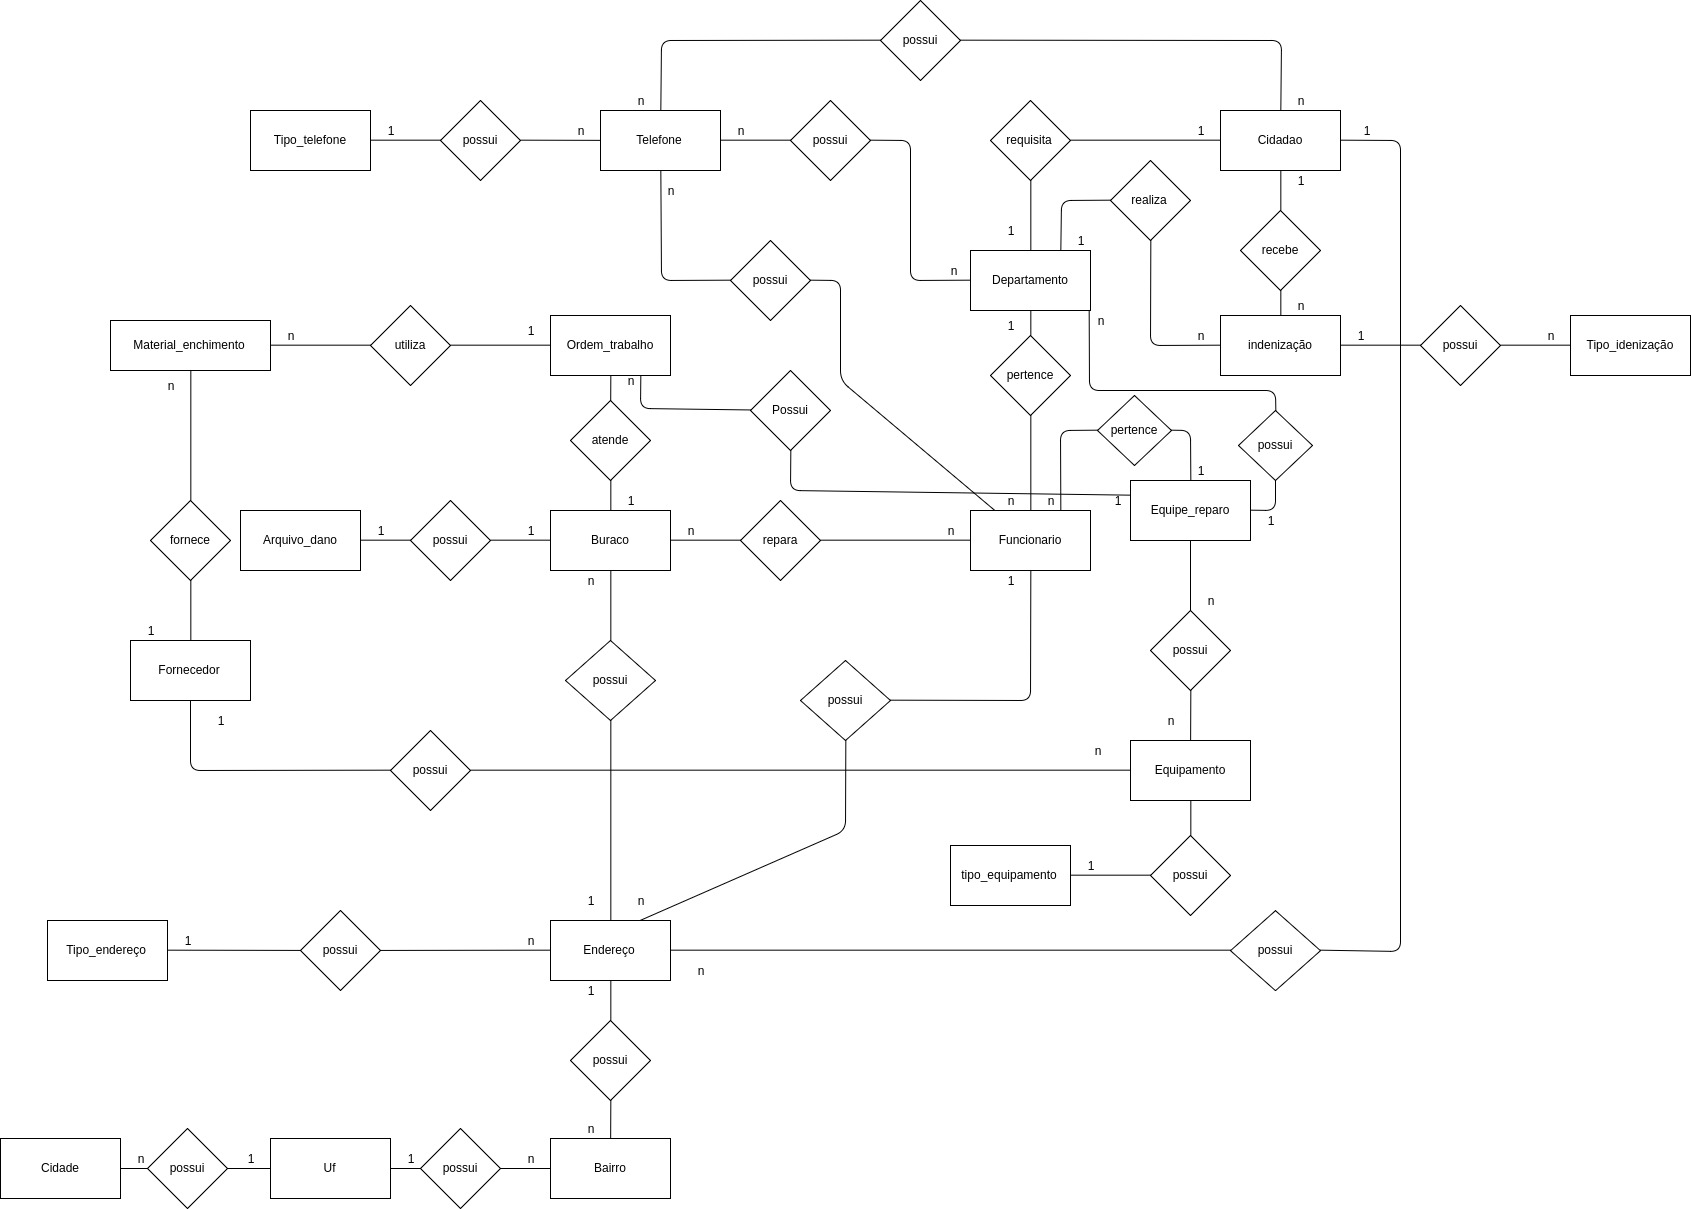 possui
n
n
Tipo_telefone
1
possui
n
Telefone
n
possui
requisita
1
Cidadao
1
n
1
realiza
1
1
recebe
possui
n
Departamento
n
1
n
n
Material_enchimento
n
utiliza
1
Ordem_trabalho
pertence
n
indenização
1
possui
n
Tipo_idenização
n
n
Possui
atende
pertence
possui
1
1
n
n
1
Equipe_reparo
1
fornece
Arquivo_dano
1
possui
1
Buraco
n
repara
n
Funcionario
n
1
n
1
Fornecedor
possui
possui
possui
1
n
possui
n
Equipamento
tipo_equipamento
1
possui
1
n
Tipo_endereço
1
possui
n
Endereço
n
possui
1
possui
n
Cidade
n
possui
1
Uf
1
possui
n
Bairro